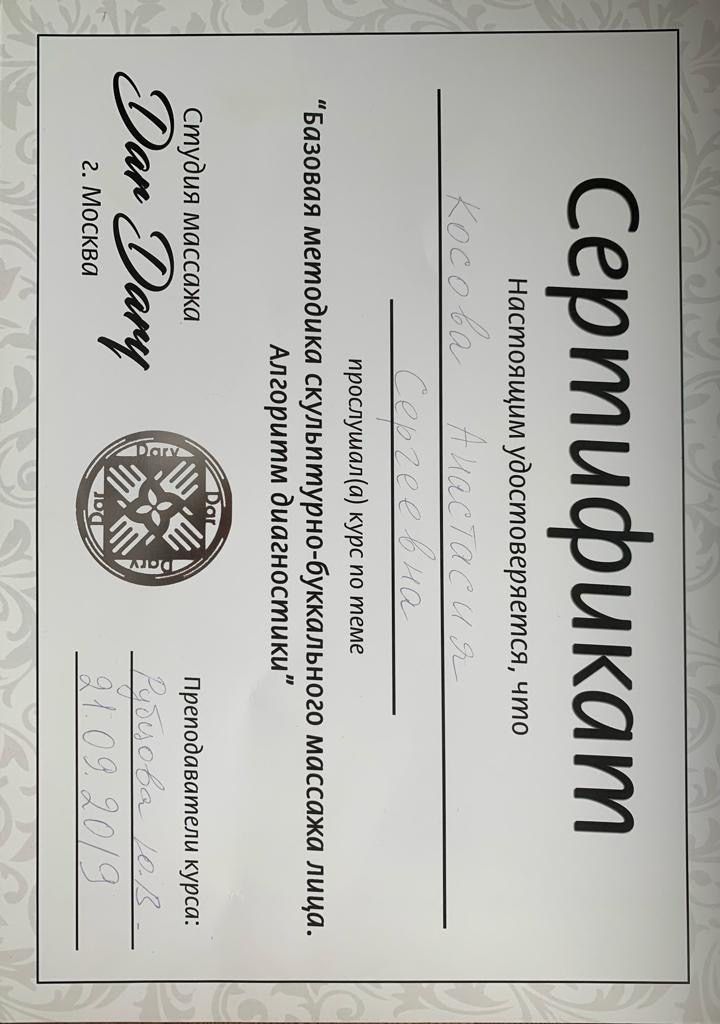 Сертификат
Настоящим удостоверяется, что
Косова Анастасия
Сергеевна
прослушал(а) курс по теме
"Базовая методика скульптурно-буккального массажа лица.
Алгоритм диагностики"
Студия массажа
Dar Dary
г. Москва
Dary
Dar
Dary
Dar
Преподаватели курса:
Рубцова Ю.В.
21.09.2019